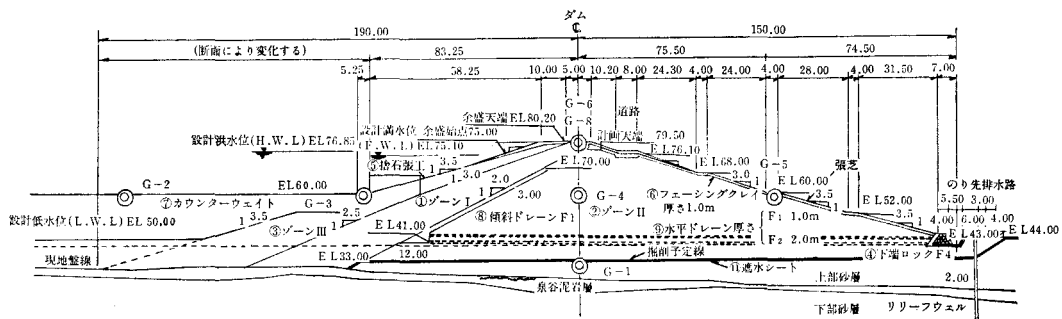 ダム
℄
190.00
150.00
(断面により変化する)
83.25
75.50
74.50
5.25
58.25
10.00
5.00
10.20
8.00
24.30
4.00
24.00
4.00
28.00
4.00
31.50
7.00
G-6
G-8
道路
余盛天端EL80.20
設計満水位
余盛始点75.00
計画天端
79.50
設計洪水位(H.W.L)EL76.85
(F.W.L)EL75.10
EL76.10
⑤捨石張工
3.5
1
EL70.00
EL68.00
G-5
張芝
3.0
1
3.0
1
G-2
EL60.00
G-3
2.0
1
3.00
G-4
⑥フェーシングクレイ
厚さ1.0m
EL60.00
3.5
1
のり先排水路
⑦カウンターウェイト
①ゾーンⅠ
②ゾーンⅡ
EL52.00
5.50
3.00
設計低水位(L.W.L)EL50.00
1
3.5
2.5
1
③ゾーンⅢ
⑧傾斜ドレーンF1
⑨水平ドレーン厚さ
F1 1.0m
F2 2.0m
3.5
1
4.00
6.00
4.00
EL41.00
EL43.00
EL44.00
現地盤線
EL33.00
12.00
掘削予定線
④下端ロックF4
G-1
⑪遮水シート
泉谷泥岩層
上部砂層
2.00
下部砂層
リリーフウェル